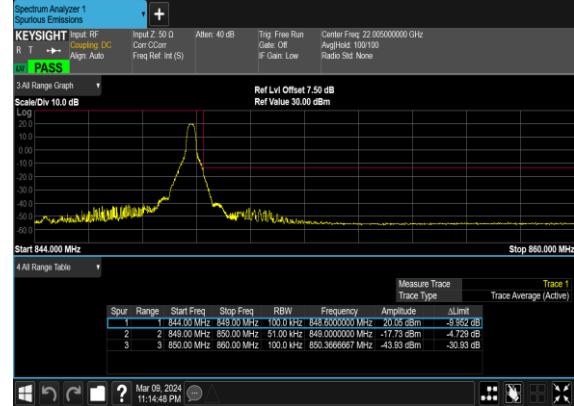 Spectrum Analyzer 1
Spurious Emissions
+
KEYSIGHT Input: RF Input Z: 50 Ω Atten: 40 dB Trig: Free Run Center Freq: 22.005000000 GHz
R T Coupling: DC Corr CCorr Gate: Off Avg|Hold: 100/100
Align: Auto Freq Ref: Int (S) IF Gain: Low Radio Std: None
LM PASS
3 All Range Graph
Ref Lvl Offset 7.50 dB
Scale/Div 10.0 dB Ref Value 30.00 dBm
Log
20.0
10.0
0.00
-10.0
-20.0
-30.0
-40.0
-50.0
-60.0
Start 844.000 MHz Stop 860.000 MHz
4 All Range Table
Measure Trace Trace 1
Trace Type Trace Average (Active)
Spur Range Start Freq Stop Freq RBW Frequency Amplitude ΔLimit
1 1 844.00 MHz 849.00 MHz 100.0 kHz 848.6000000 MHz 20.05 dBm -9.952 dB
2 2 849.00 MHz 850.00 MHz 51.00 kHz 849.0000000 MHz -17.73 dBm -4.729 dB
3 3 850.00 MHz 860.00 MHz 100.0 kHz 850.3666667 MHz -43.93 dBm -30.93 dB
? Mar 09, 2024
11:14:48 PM